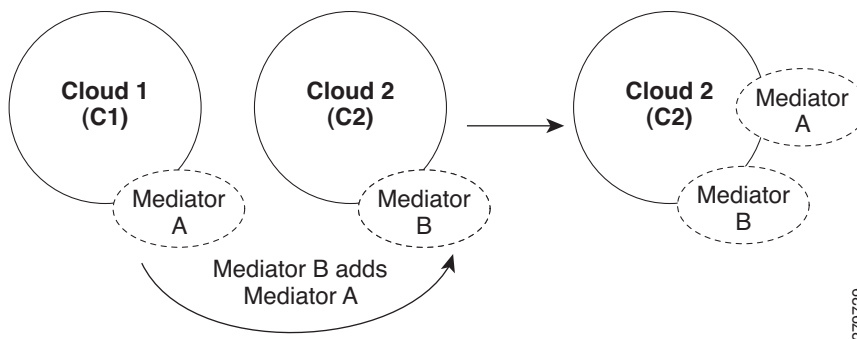 Cloud 1
(C1)
Mediator
A
Cloud 2
(C2)
Mediator
B
Mediator B adds
Mediator A
Cloud 2
(C2)
Mediator
A
Mediator
B